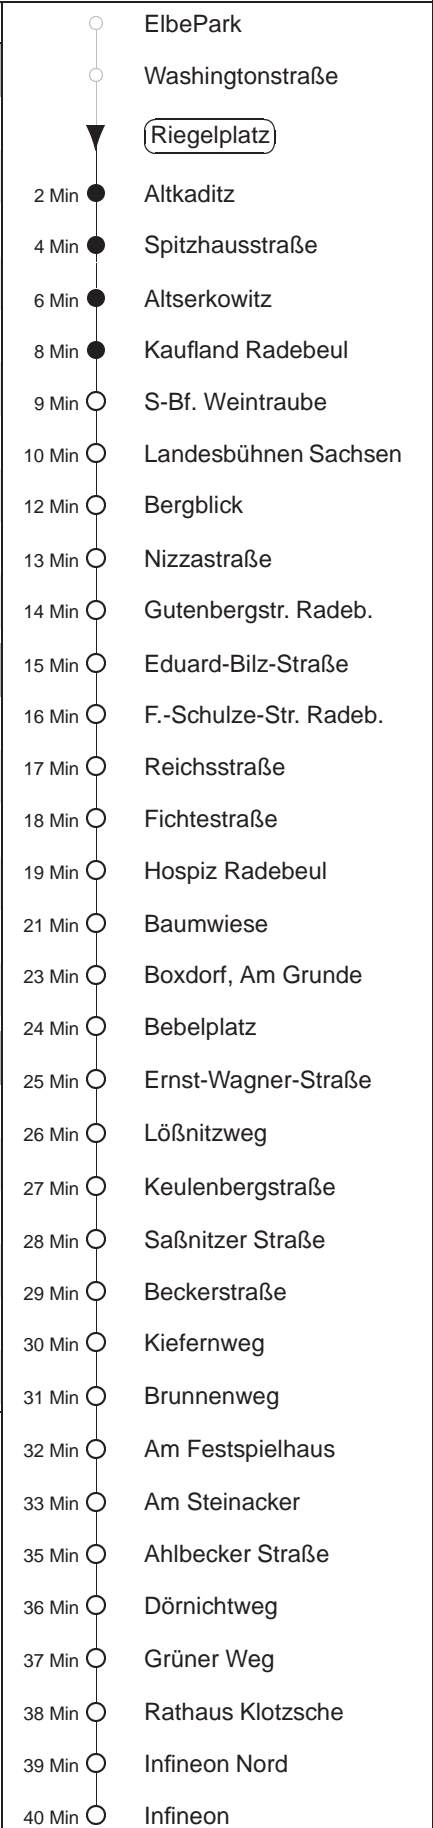 ElbePark
Washingtonstraße
Riegelplatz
2 Min Altkaditz
4 Min Spitzhausstraße
6 Min Altserkowitz
8 Min Kaufland Radebeul
9 Min S-Bf. Weintraube
10 Min Landesbühnen Sachsen
12 Min Bergblick
13 Min Nizzastraße
14 Min Gutenbergstr. Radeb.
15 Min Eduard-Bilz-Straße
16 Min F.-Schulze-Str. Radeb.
17 Min Reichsstraße
18 Min Fichtestraße
19 Min Hospiz Radebeul
21 Min Baumwiese
23 Min Boxdorf, Am Grunde
24 Min Bebelplatz
25 Min Ernst-Wagner-Straße
26 Min Lößnitzweg
27 Min Keulenbergstraße
28 Min Saßnitzer Straße
29 Min Beckerstraße
30 Min Kiefernweg
31 Min Brunnenweg
32 Min Am Festspielhaus
33 Min Am Steinacker
35 Min Ahlbecker Straße
36 Min Dörnichtweg
37 Min Grüner Weg
38 Min Rathaus Klotzsche
39 Min Infineon Nord
40 Min Infineon